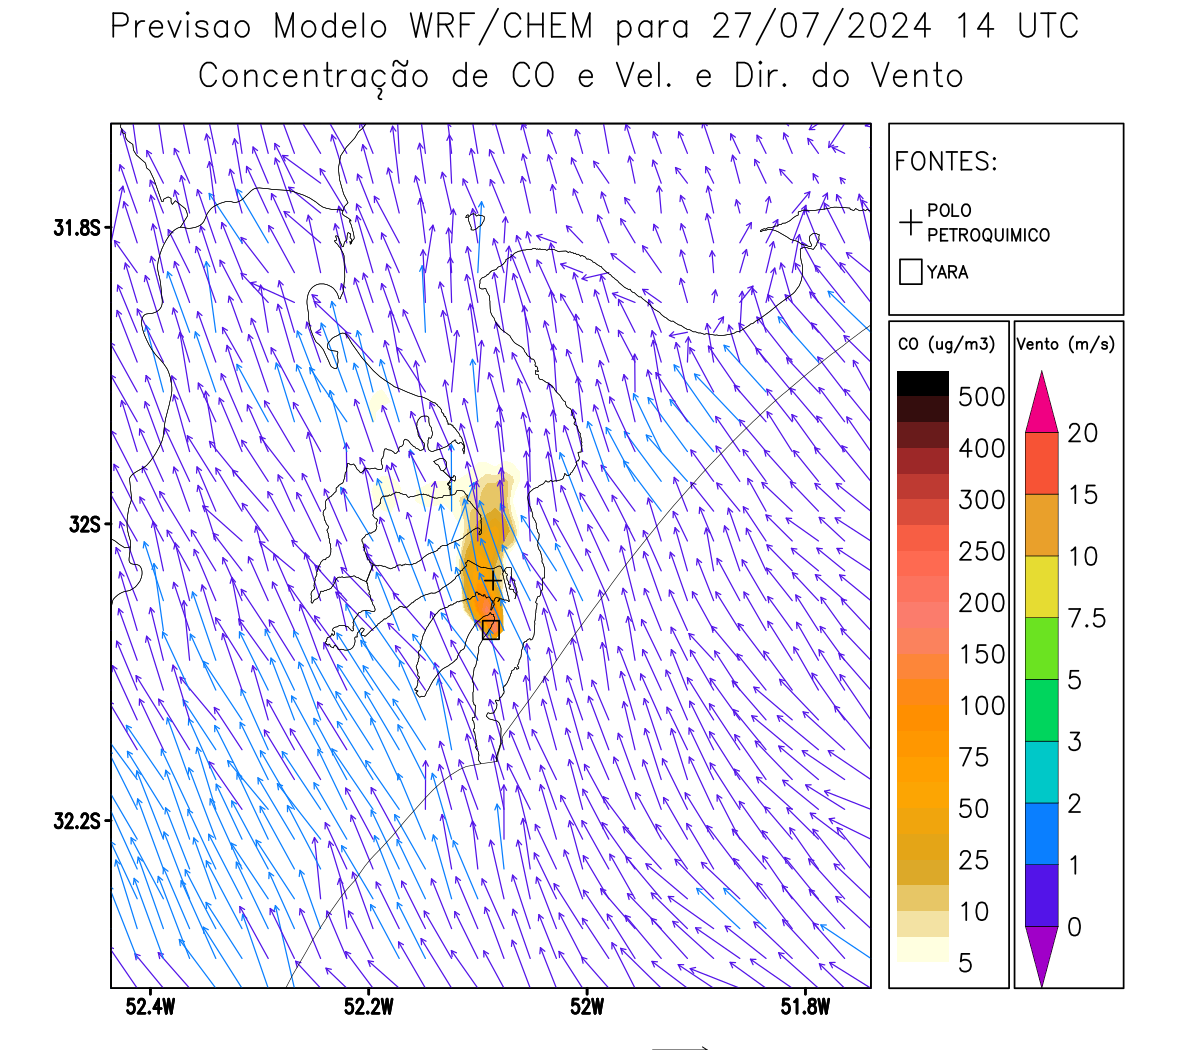 Previsao Modelo WRF/CHEM para 27/07/2024 14 UTC
Concentração de CO e Vel. e Dir. do Vento
FONTES:
POLO
PETROQUIMICO
YARA
CO (ug/m3)
500
400
300
250
200
150
100
75
50
25
10
5
Vento (m/s)
20
15
10
7.5
5
3
2
1
0
31.8S
32S
32.2S
52.4W
52.2W
52W
51.8W